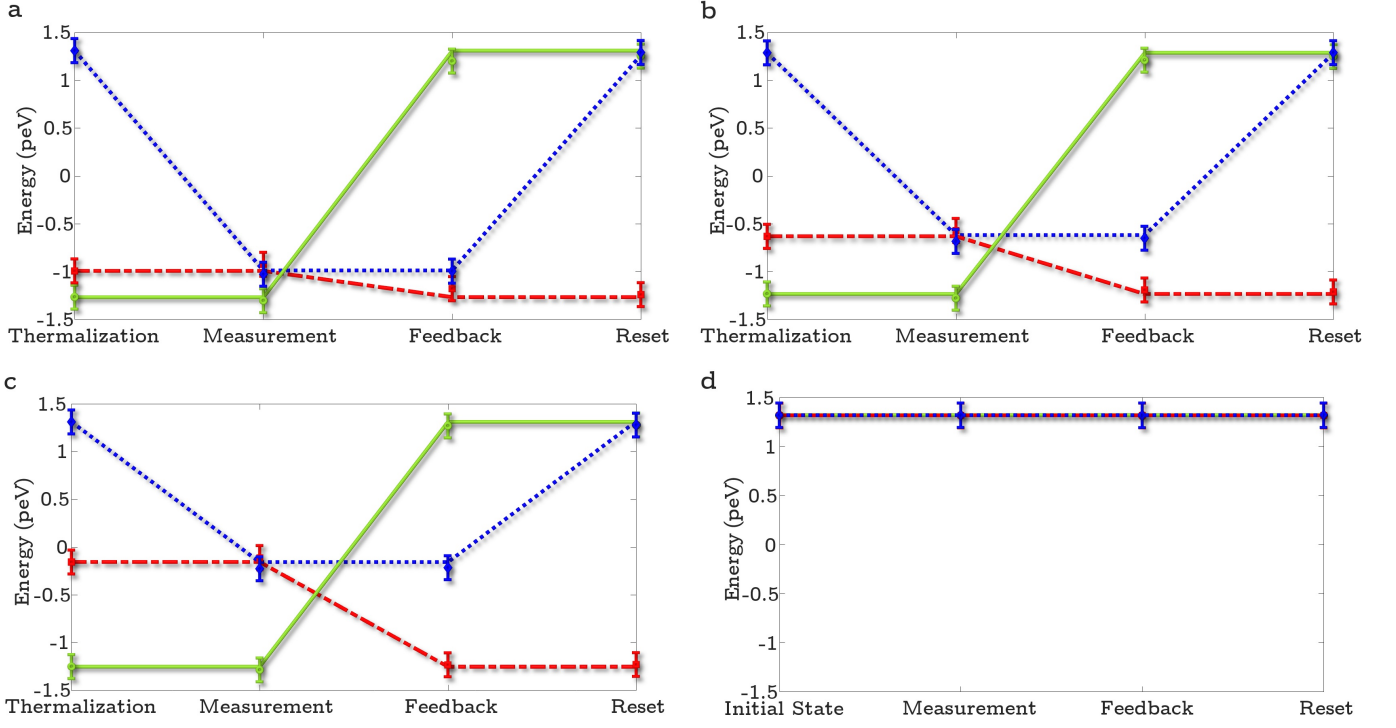 a
1.5
1
0.5
0
-0.5
-1
-1.5
Energy (peV)
Thermalization Measurement Feedback Reset
b
1.5
1
0.5
0
-0.5
-1
-1.5
Energy (peV)
Thermalization Measurement Feedback Reset
c
1.5
1
0.5
0
-0.5
-1
-1.5
Energy (peV)
Thermalization Measurement Feedback Reset
d
1.5
1
0.5
0
-0.5
-1
-1.5
Energy (peV)
Initial State Measurement Feedback Reset